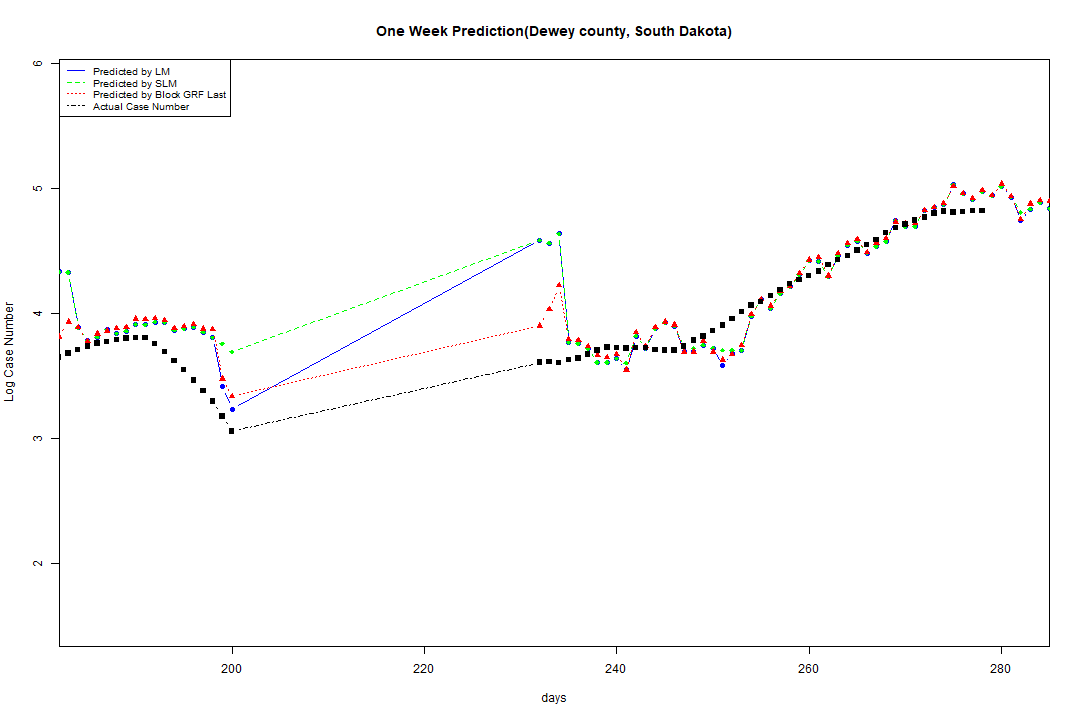 One Week Prediction(Dewey county, South Dakota)
Predicted by LM
Predicted by SLM
Predicted by Block GRF Last
Actual Case Number
6
5
4
3
2
Log Case Number
200
220
240
260
280
days